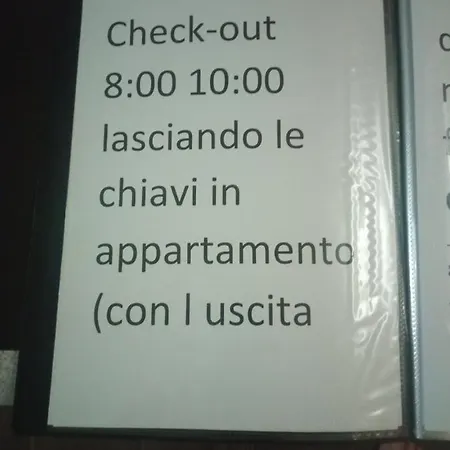 Check-out
8:00 10:00
lasciando le
chiavi in
appartamento
(con l uscita